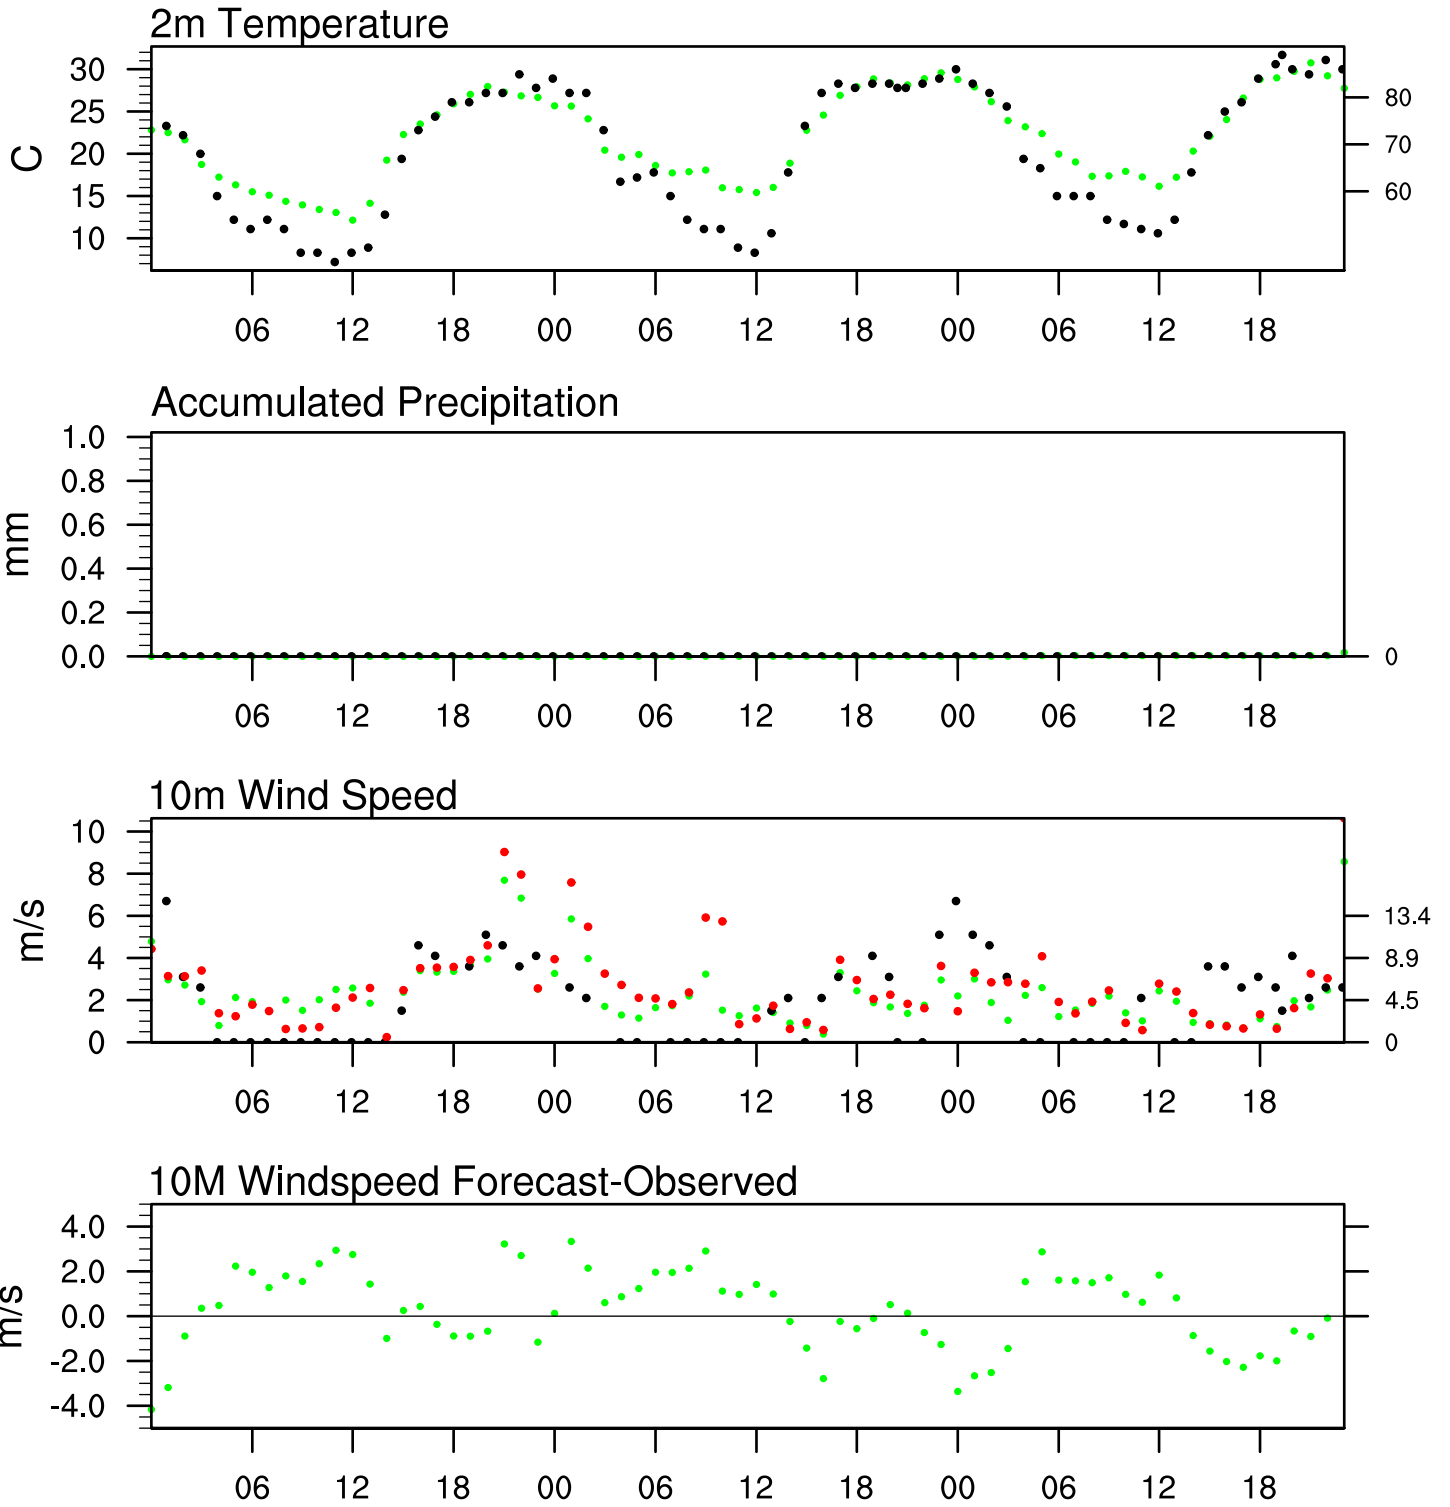 2m Temperature
30
25
20
15
10
C
80
70
60
06 12 18 00 06 12 18 00 06 12 18
Accumulated Precipitation
1.0
0.8
0.6
0.4
0.2
0.0
mm
0
06 12 18 00 06 12 18 00 06 12 18
10m Wind Speed
10
8
6
4
2
0
m/s
13.4
8.9
4.5
0
06 12 18 00 06 12 18 00 06 12 18
10M Windspeed Forecast-Observed
4.0
2.0
0.0
-2.0
-4.0
m/s
06 12 18 00 06 12 18 00 06 12 18